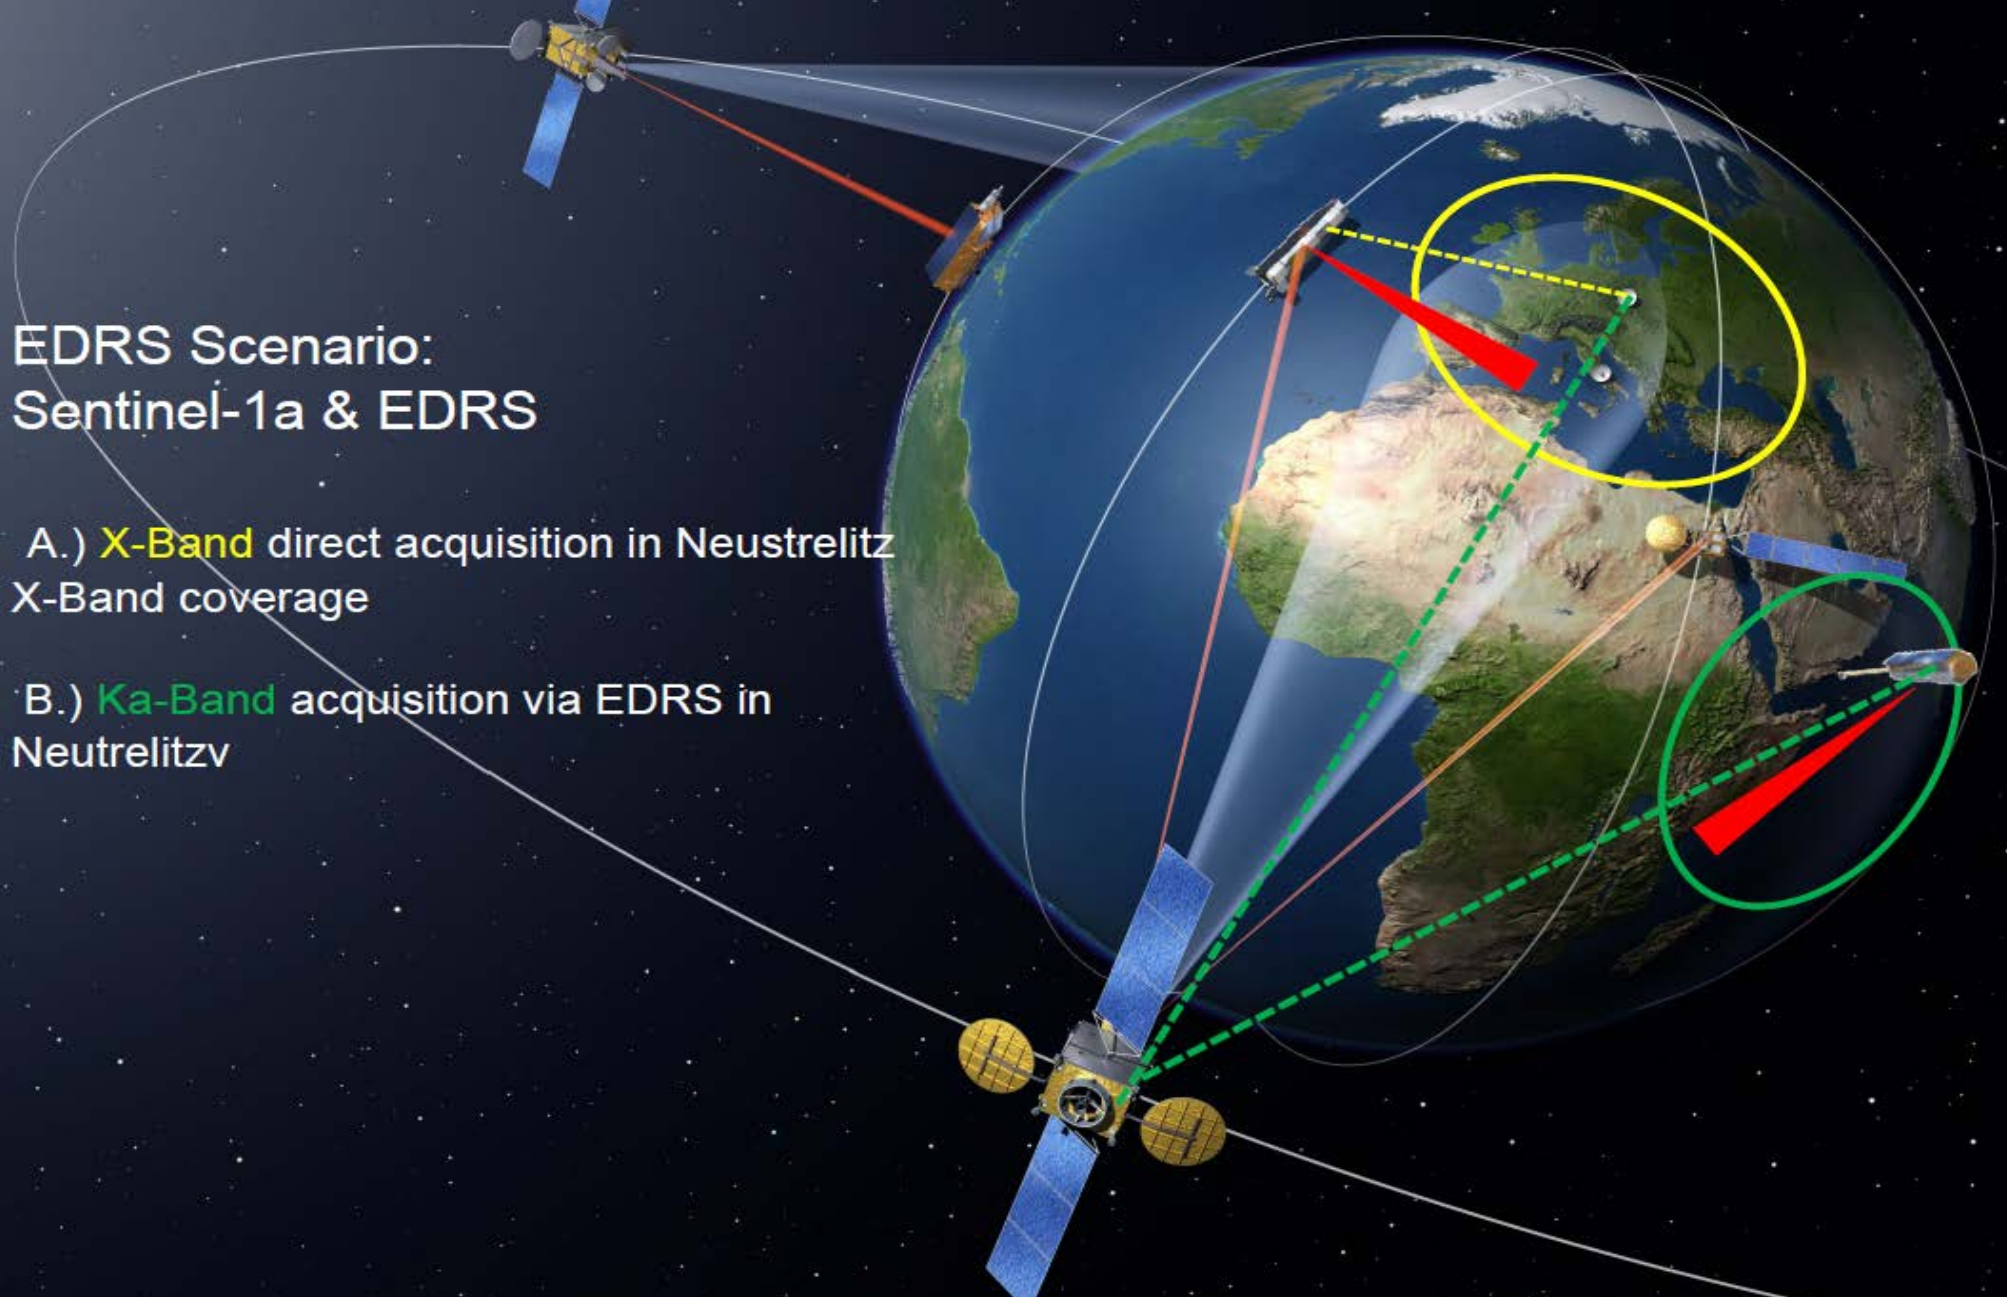 EDRS Scenario:
Sentinel-1a & EDRS
A.) X-Band direct acquisition in Neustrelitz
X-Band coverage
B.) Ka-Band acquisition via EDRS in
Neutrelitzv